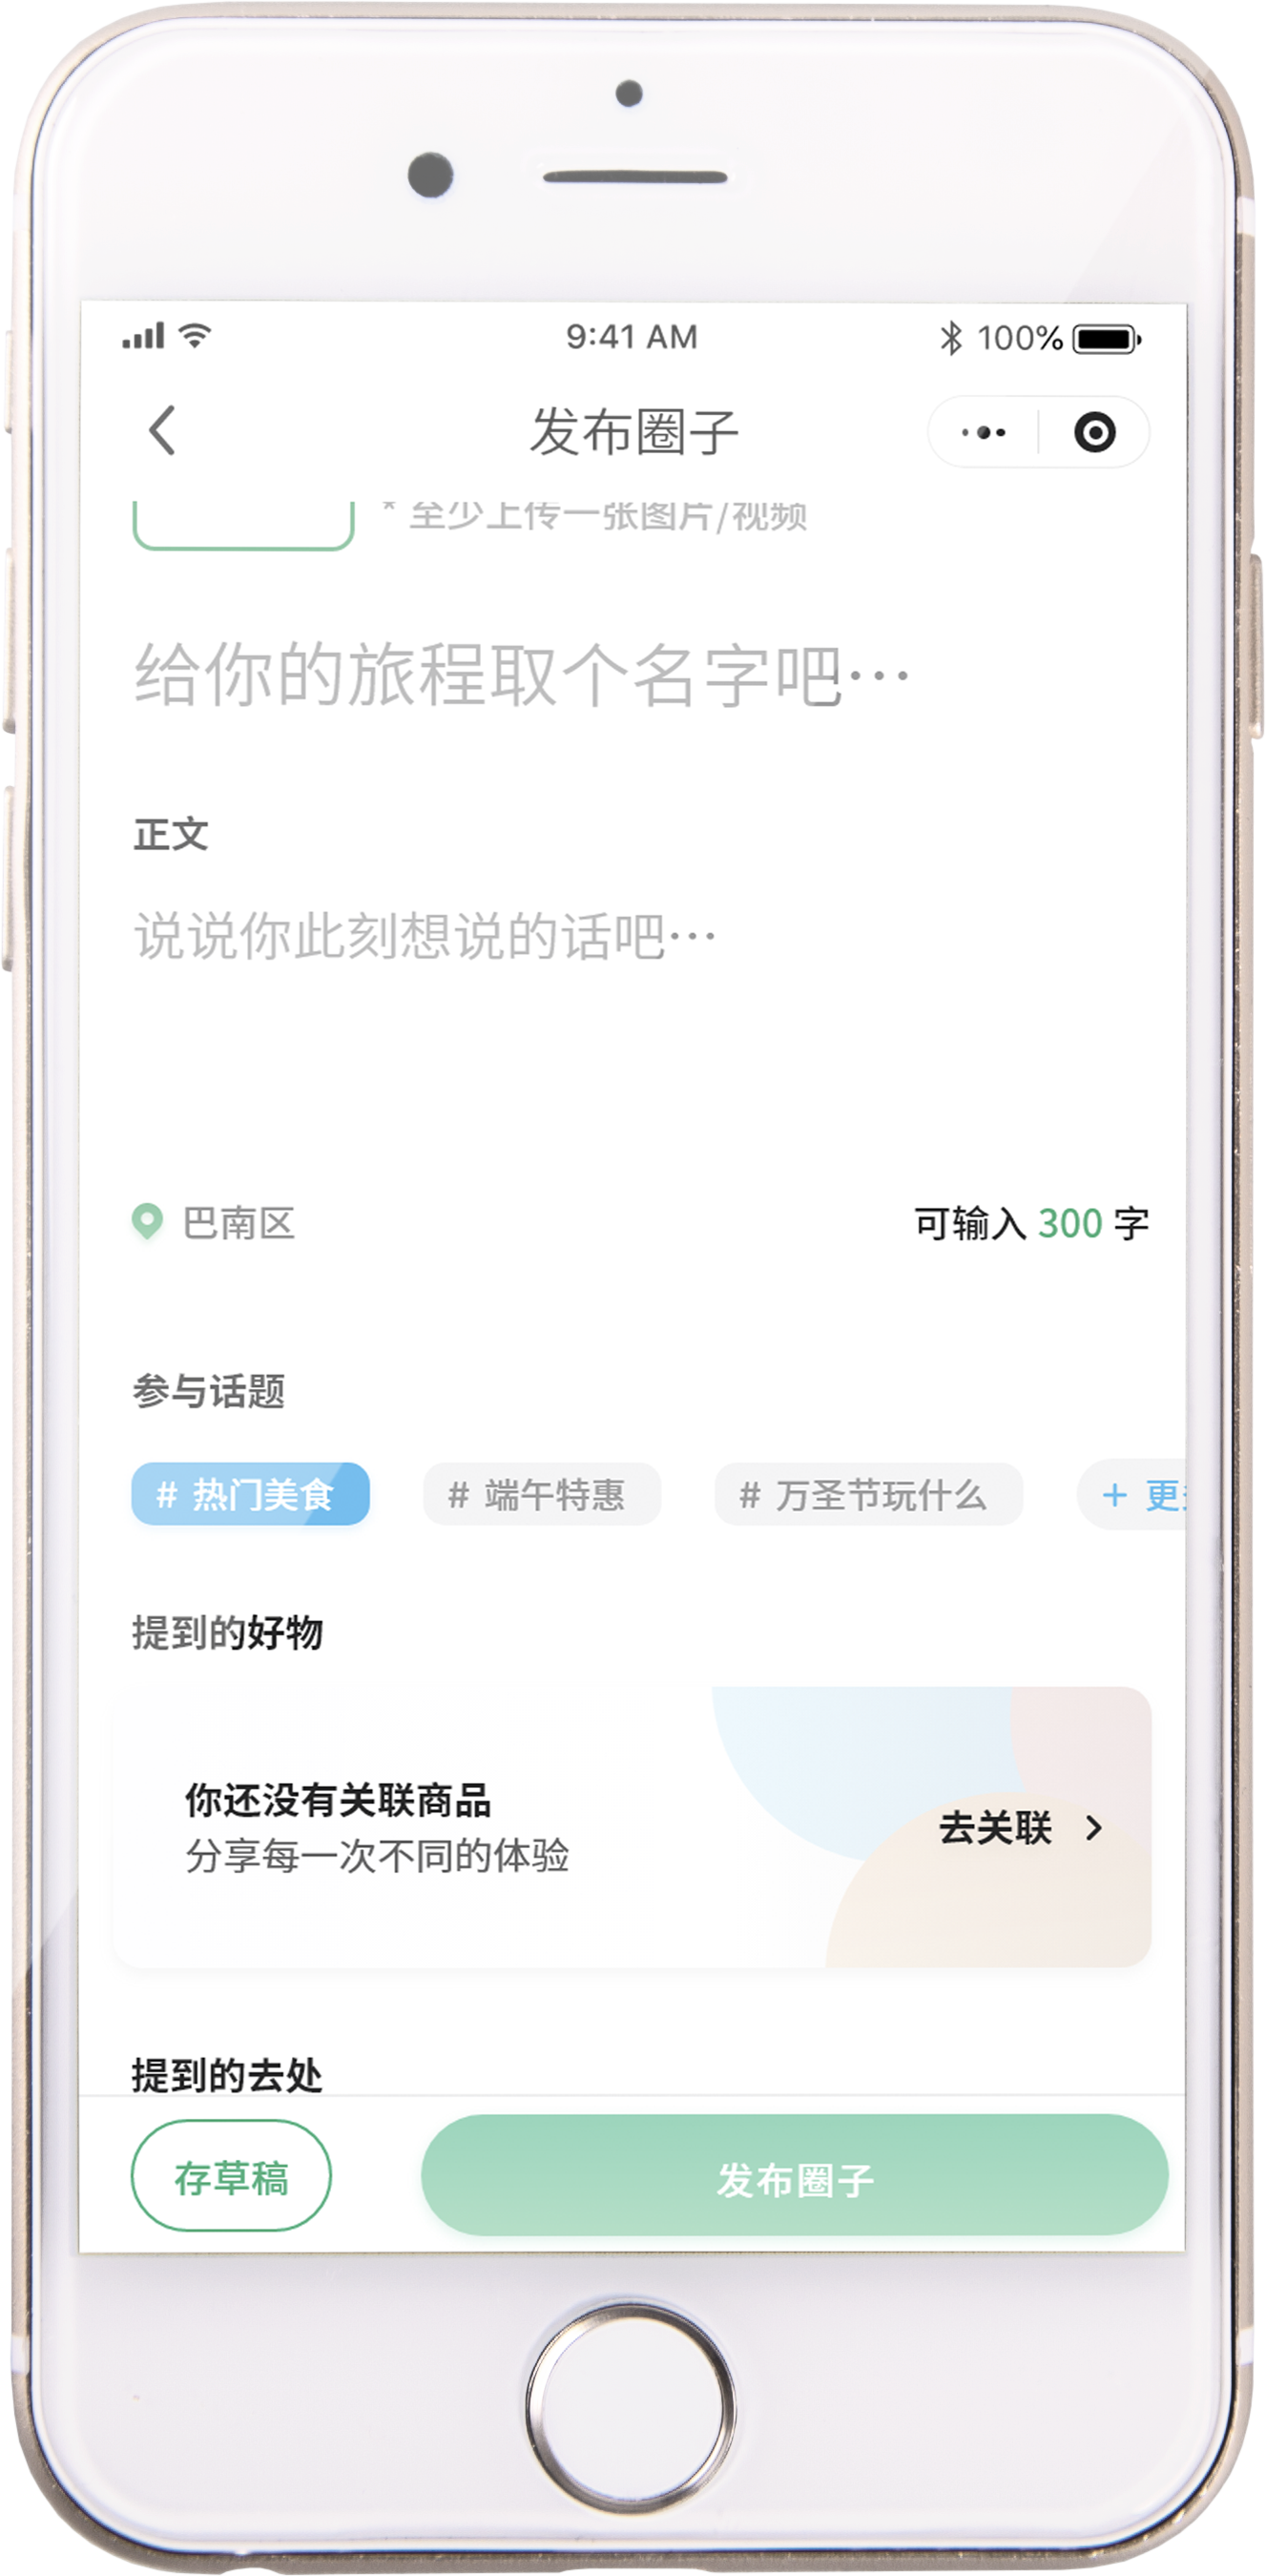 9:41 AM
100%
发布圈子
* 至少上传一张图片/视频
给你的旅程取个名字吧…
正文
说说你此刻想说的话吧…
巴南区
可输入 300 字
参与话题
# 热门美食
# 端午特惠
# 万圣节玩什么
+ 更
提到的好物
你还没有关联商品
分享每一次不同的体验
去关联
提到的去处
存草稿
发布圈子